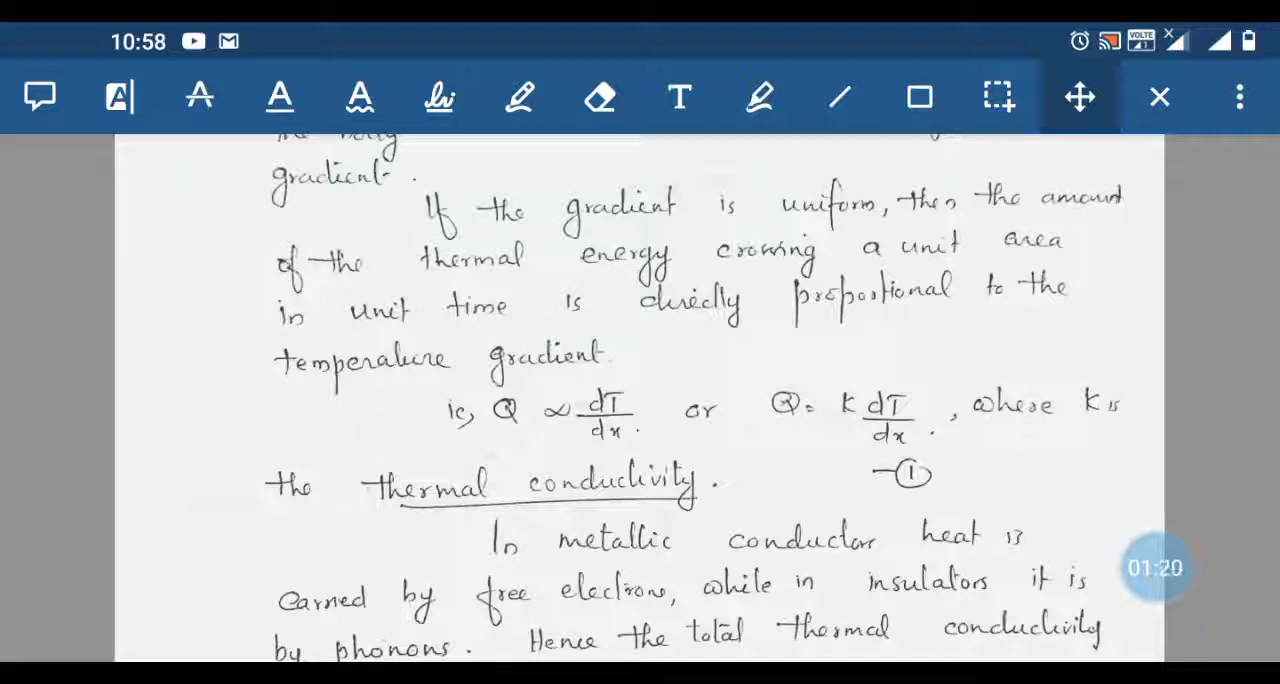 10:58
VOLTE
T
gradient.
If the gradient is uniform, then the amount
of the thermal energy crossing a unit area
in unit time is directly proportional to the
temperature gradient.
ie, Q ∝ dT/dx. or Q = K dT/dx. , where K is
the thermal conductivity. —①
In metallic conductors heat is
carried by free electrons, while in insulators it is
01:20
by phonons. Hence the total thermal conductivity